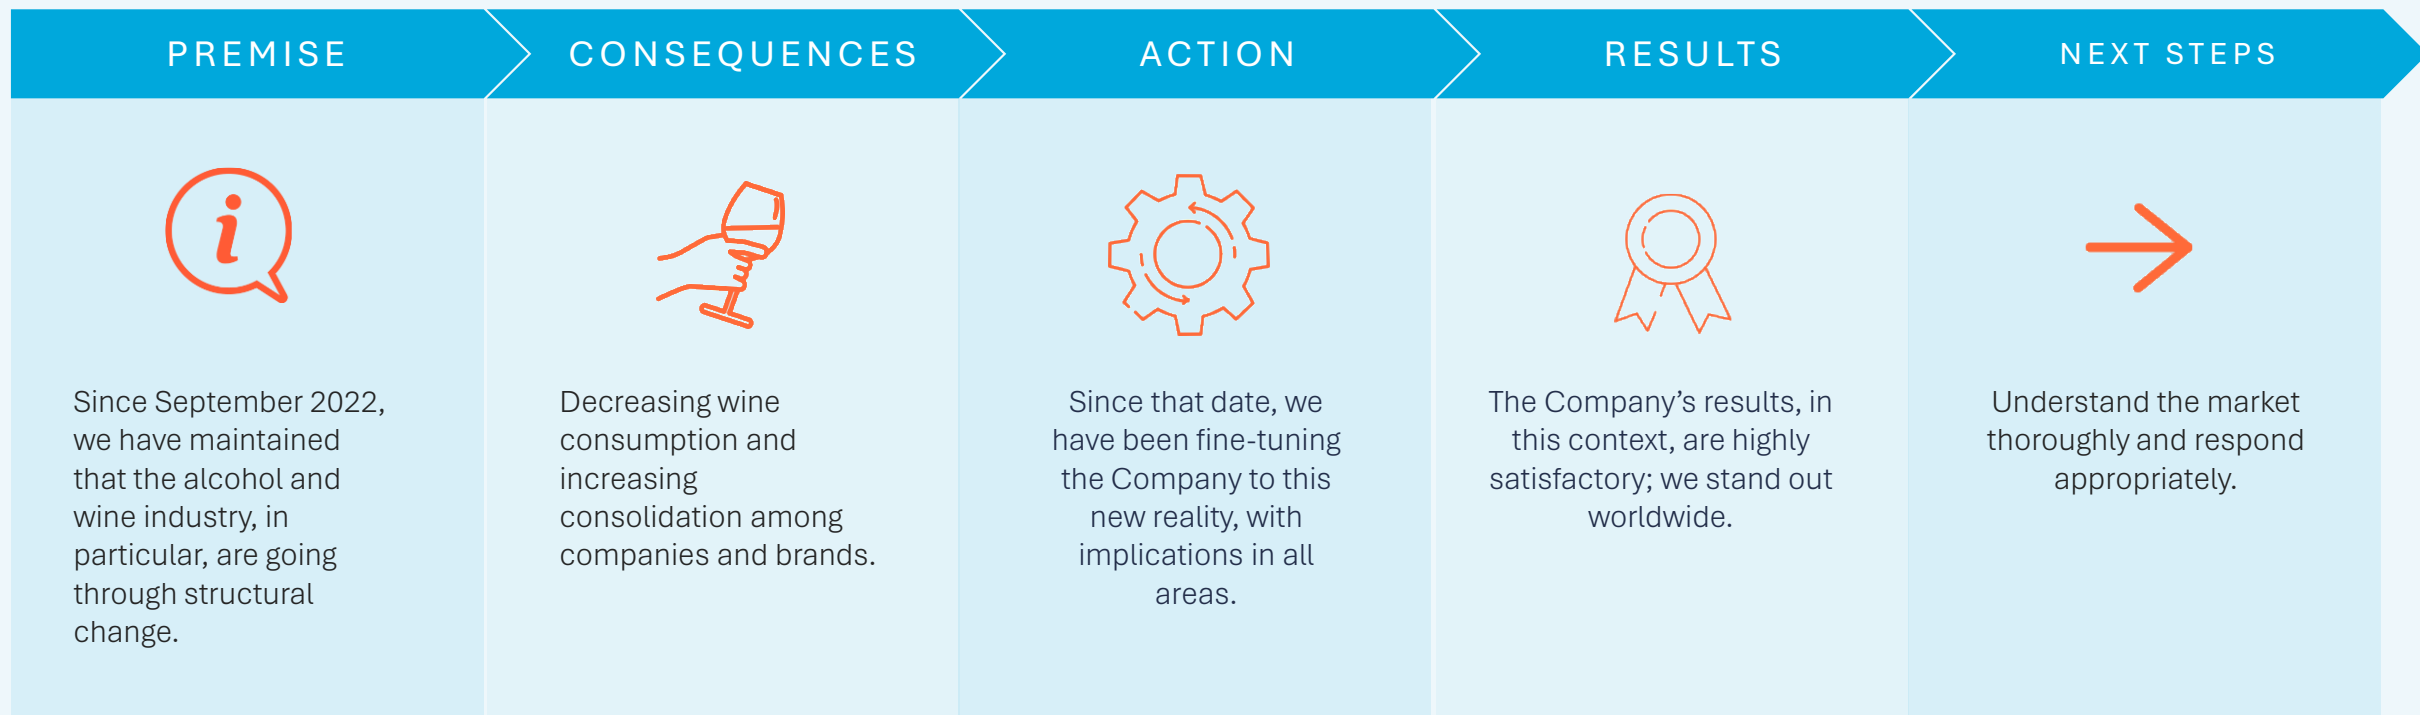 PREMISE
CONSEQUENCES
ACTION
RESULTS
NEXT STEPS
Since September 2022,
we have maintained
that the alcohol and
wine industry, in
particular, are going
through structural
change.
Decreasing wine
consumption and
increasing
consolidation among
companies and brands.
Since that date, we
have been fine-tuning
the Company to this
new reality, with
implications in all
areas.
The Company’s results, in
this context, are highly
satisfactory; we stand out
worldwide.
Understand the market
thoroughly and respond
appropriately.